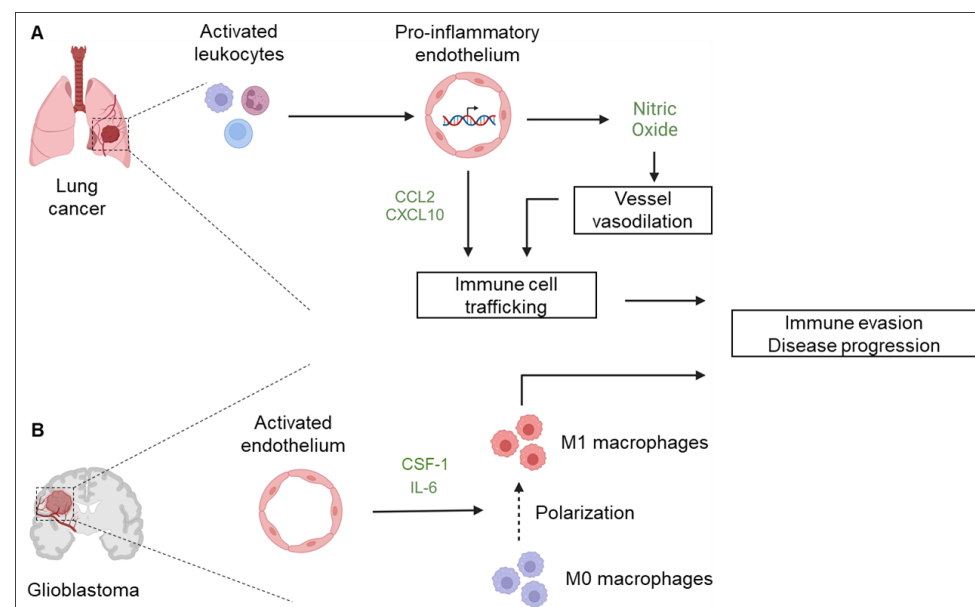 A
Activated
leukocytes
Pro-inflammatory
endothelium
Nitric
Oxide
Lung
cancer
CCL2
CXCL10
Vessel
vasodilation
Immune cell
trafficking
Immune evasion
Disease progression
B
Activated
endothelium
CSF-1
IL-6
M1 macrophages
Polarization
M0 macrophages
Glioblastoma